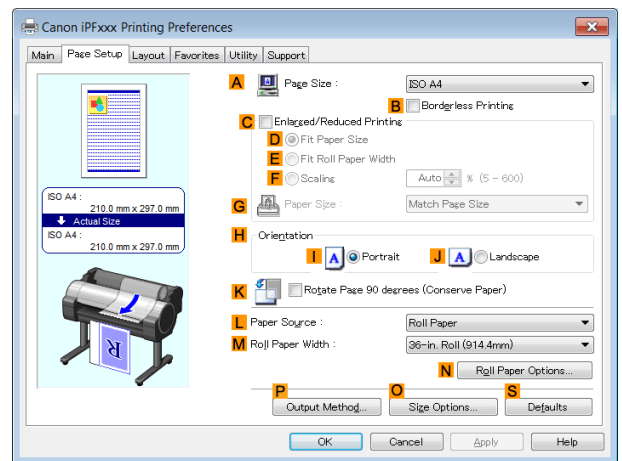 Canon iPFxxx Printing Preferences
Main Page Setup Layout Favorites Utility Support
A Page Size : ISO A4
B Borderless Printing
C Enlarged/Reduced Printing
D Fit Paper Size
E Fit Roll Paper Width
F Scaling Auto % (5 - 600)
G Paper Size : Match Page Size
ISO A4 :
210.0 mm x 297.0 mm
Actual Size
ISO A4 :
210.0 mm x 297.0 mm
H Orientation
I A Portrait J A Landscape
K Rotate Page 90 degrees (Conserve Paper)
R
L Paper Source : Roll Paper
M Roll Paper Width : 36-in. Roll (914.4mm)
N Roll Paper Options...
P O S
Output Method... Size Options... Defaults
OK Cancel Apply Help